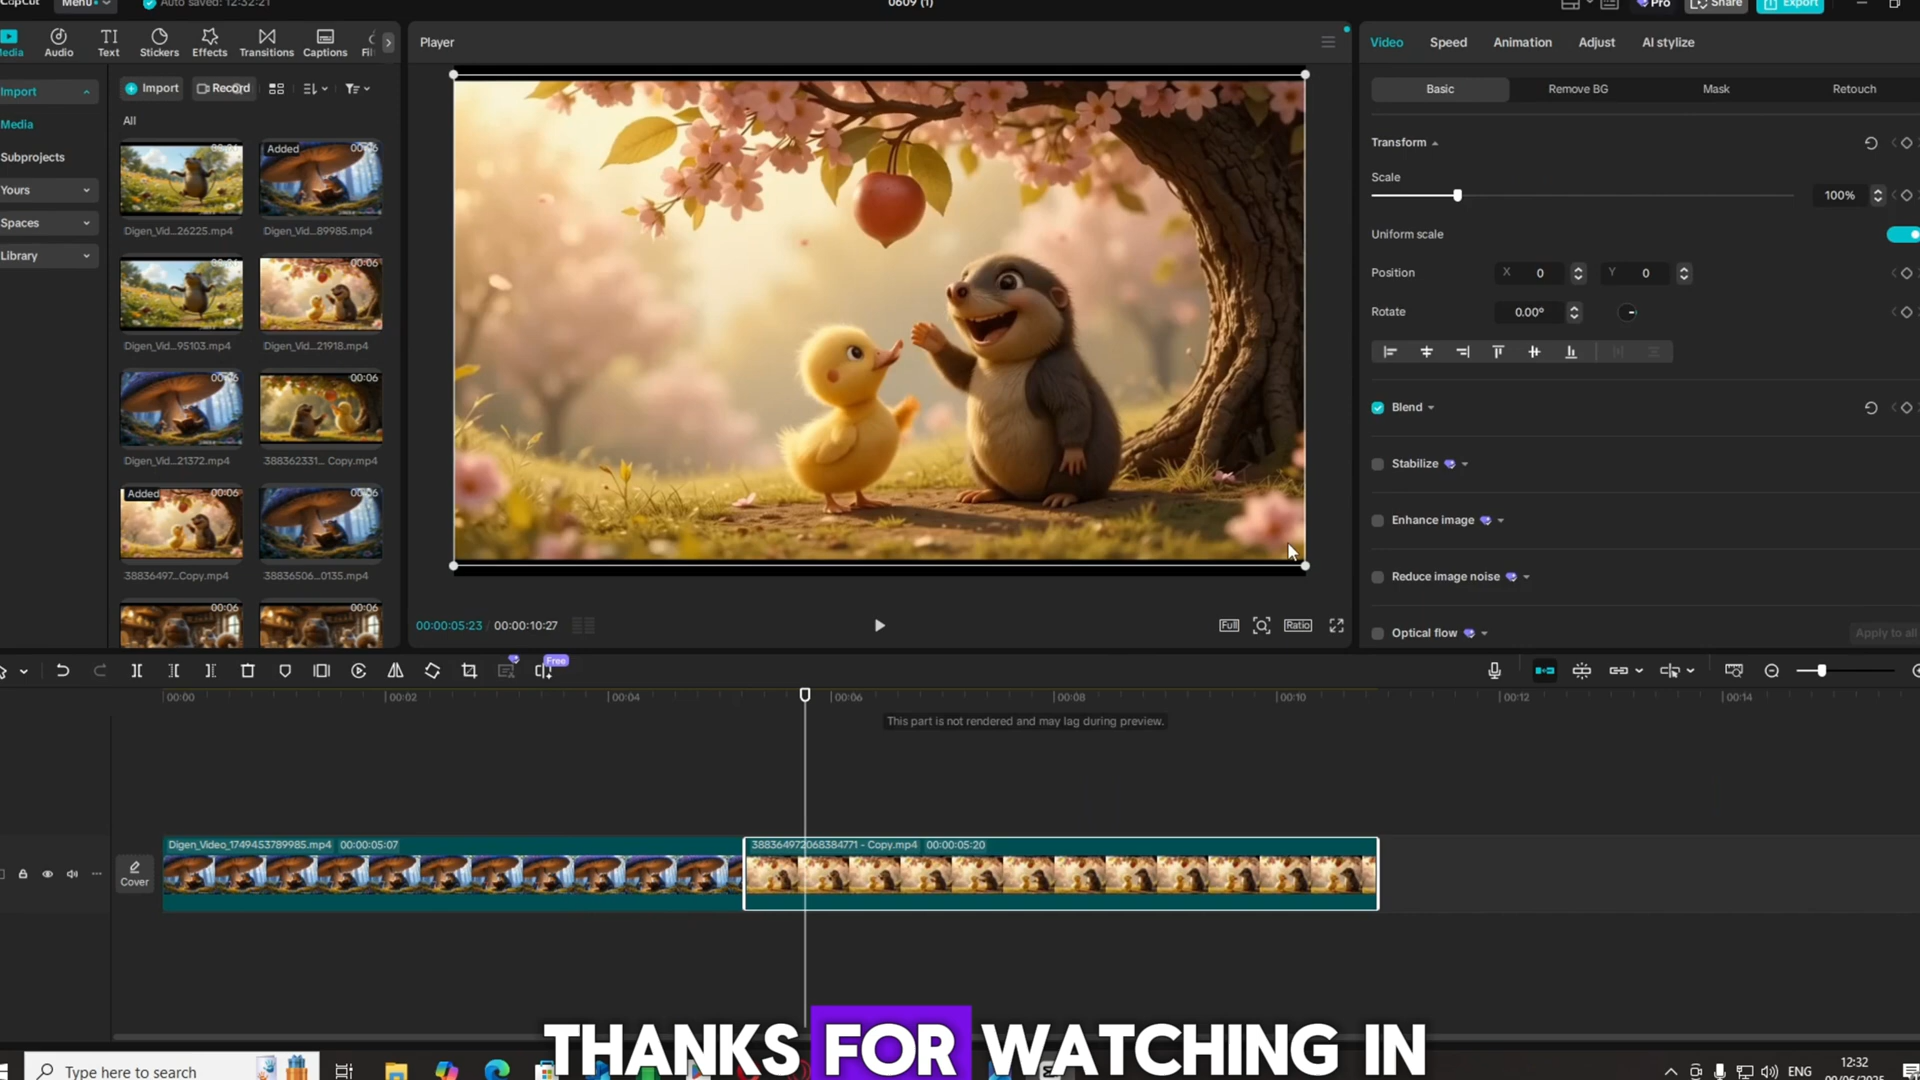 CapCut
Menu
Auto saved: 12:32:21
0609 (1)
Pro
Share
Export
Media
Audio
Text
Stickers
Effects
Transitions
Captions
Player
Video
Speed
Animation
Adjust
AI stylize
Import
Import
Record
Basic
Remove BG
Mask
Retouch
Media
All
Subprojects
Yours
Spaces
Library
Added
00:06
Digen_Vid...26225.mp4
Digen_Vid...89985.mp4
00:06
Digen_Vid...95103.mp4
Digen_Vid...21918.mp4
00:06
00:06
Digen_Vid...21372.mp4
388362331... Copy.mp4
Added
00:06
00:06
38836497...Copy.mp4
38836506...0135.mp4
00:06
00:06
Transform
Scale
100%
Uniform scale
Position
X 0
Y 0
Rotate
0.00°
Blend
Stabilize
Enhance image
Reduce image noise
Optical flow
Apply to all
00:00:05:23 / 00:00:10:27
Full
Ratio
Free
00:00
00:02
00:04
00:06
00:08
00:10
00:12
00:14
This part is not rendered and may lag during preview.
Cover
Digen_Video_1749453789985.mp4 00:00:05:07
388364972068384771 - Copy.mp4 00:00:05:20
THANKS FOR WATCHING IN
Type here to search
ENG
12:32
09/06/2025